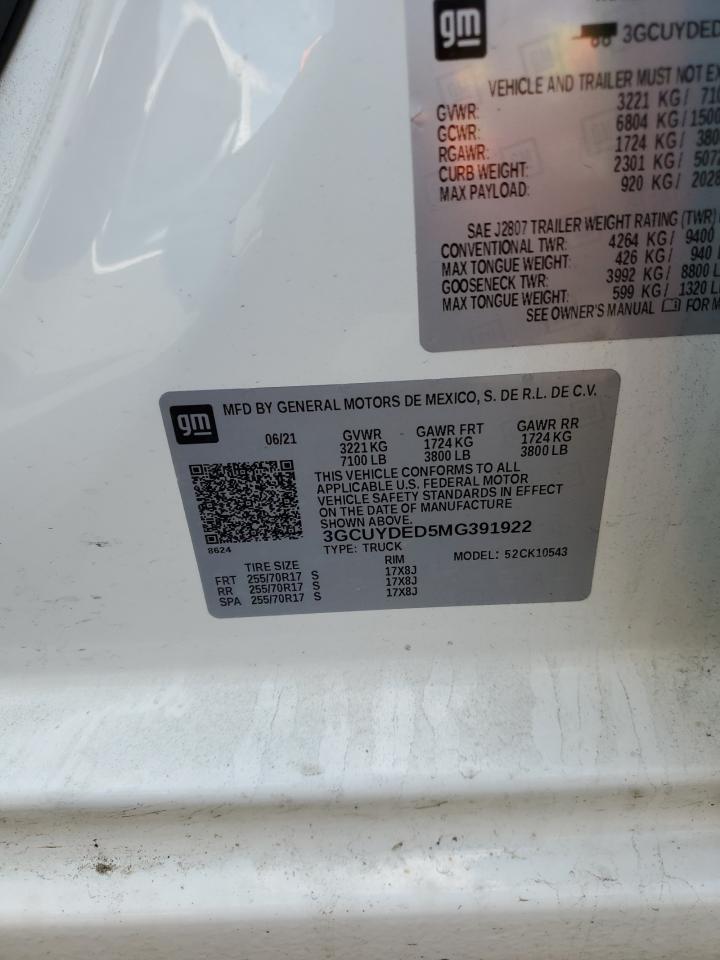 gm
3GCUYDED
VEHICLE AND TRAILER MUST NOT EX
GVWR: 3221 KG/ 710
GCWR: 6804 KG/ 1500
RGAWR: 1724 KG/ 380
CURB WEIGHT: 2301 KG/ 507
MAX PAYLOAD: 920 KG/ 2028
SAE J2807 TRAILER WEIGHT RATING (TWR)
CONVENTIONAL TWR: 4264 KG/ 9400
MAX TONGUE WEIGHT: 426 KG/ 940 L
GOOSENECK TWR: 3992 KG/ 8800 L
MAX TONGUE WEIGHT: 599 KG/ 1320 L
SEE OWNER'S MANUAL FOR M
gm MFD BY GENERAL MOTORS DE MEXICO, S. DE R.L. DE C.V.
06/21 GVWR GAWR FRT GAWR RR
3221 KG 1724 KG 1724 KG
7100 LB 3800 LB 3800 LB
THIS VEHICLE CONFORMS TO ALL
APPLICABLE U.S. FEDERAL MOTOR
VEHICLE SAFETY STANDARDS IN EFFECT
ON THE DATE OF MANUFACTURE
SHOWN ABOVE.
3GCUYDED5MG391922
8624 TYPE: TRUCK MODEL: 52CK10543
TIRE SIZE RIM
FRT 255/70R17 S 17X8J
RR 255/70R17 S 17X8J
SPA 255/70R17 S 17X8J